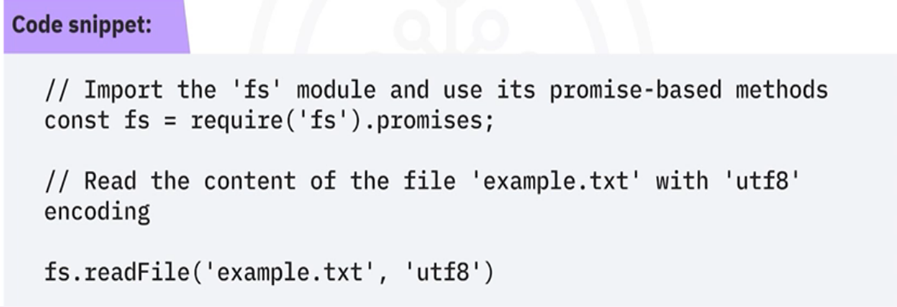 Code snippet:
// Import the 'fs' module and use its promise-based methods
const fs = require('fs').promises;
// Read the content of the file 'example.txt' with 'utf8'
encoding
fs.readFile('example.txt', 'utf8')